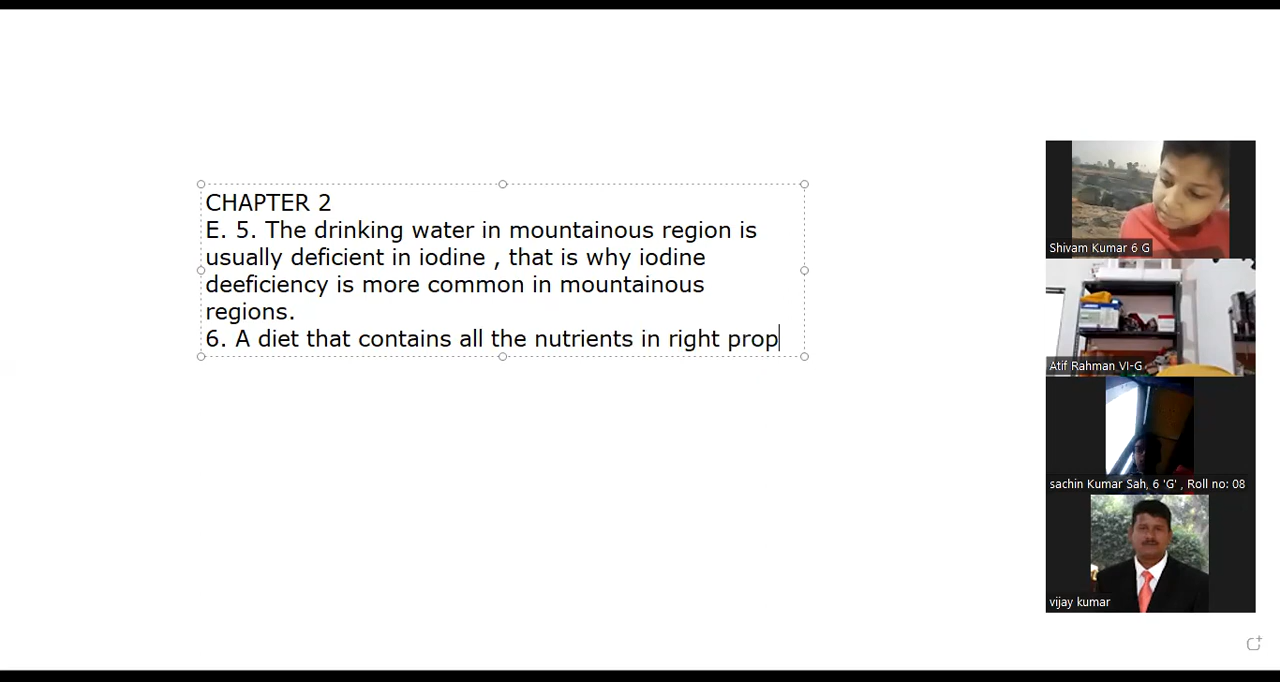 CHAPTER 2
E. 5. The drinking water in mountainous region is
usually deficient in iodine , that is why iodine
deeficiency is more common in mountainous
regions.
6. A diet that contains all the nutrients in right prop
Shivam Kumar 6 G
Atif Rahman VI-G
sachin Kumar Sah, 6 'G' , Roll no: 08
vijay kumar